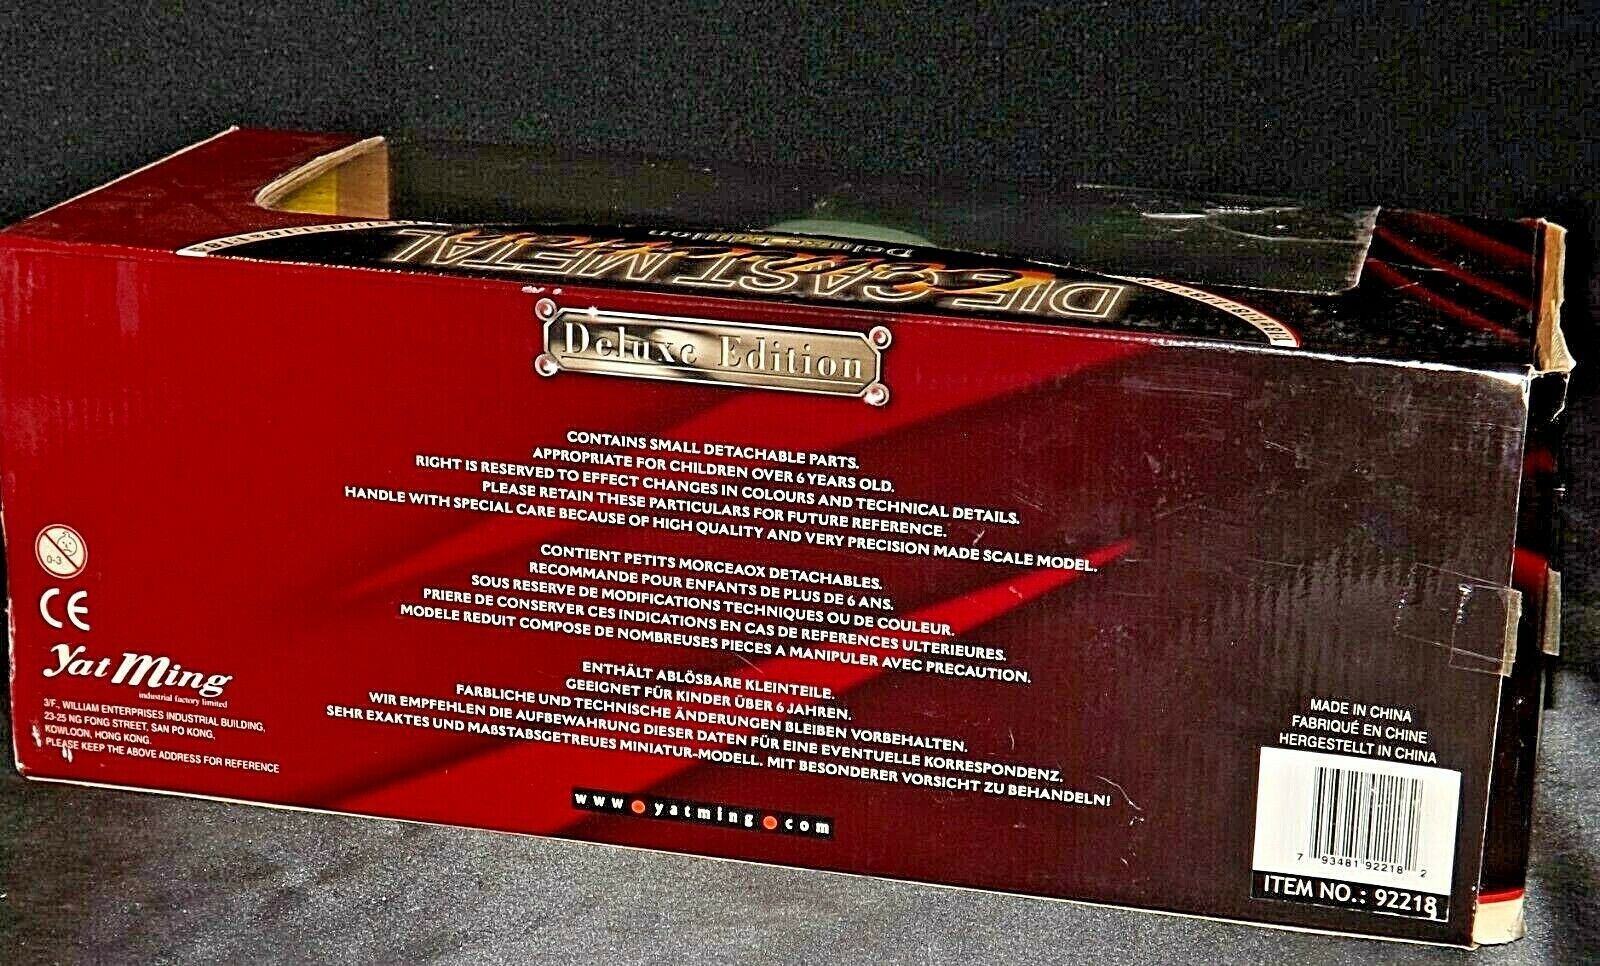 DIE-CAST METAL
Deluxe Edition
Deluxe Edition
CONTAINS SMALL DETACHABLE PARTS.
APPROPRIATE FOR CHILDREN OVER 6 YEARS OLD.
RIGHT IS RESERVED TO EFFECT CHANGES IN COLOURS AND TECHNICAL DETAILS.
PLEASE RETAIN THESE PARTICULARS FOR FUTURE REFERENCE.
HANDLE WITH SPECIAL CARE BECAUSE OF HIGH QUALITY AND VERY PRECISION MADE SCALE MODEL.
CONTIENT PETITS MORCEAOX DETACHABLES.
RECOMMANDE POUR ENFANTS DE PLUS DE 6 ANS.
SOUS RESERVE DE MODIFICATIONS TECHNIQUES OU DE COULEUR.
PRIERE DE CONSERVER CES INDICATIONS EN CAS DE REFERENCES ULTERIEURES.
MODELE REDUIT COMPOSE DE NOMBREUSES PIECES A MANIPULER AVEC PRECAUTION.
ENTHÄLT ABLÖSBARE KLEINTEILE.
GEEIGNET FÜR KINDER ÜBER 6 JAHREN.
FARBLICHE UND TECHNISCHE ÄNDERUNGEN BLEIBEN VORBEHALTEN.
WIR EMPFEHLEN DIE AUFBEWAHRUNG DIESER DATEN FÜR EINE EVENTUELLE KORRESPONDENZ.
SEHR EXAKTES UND MAßSTABSGETREUES MINIATUR-MODELL. MIT BESONDERER VORSICHT ZU BEHANDELN!
www.yatming.com
0-3
CE
Yat Ming
industrial factory limited
3/F., WILLIAM ENTERPRISES INDUSTRIAL BUILDING,
23-25 NG FONG STREET, SAN PO KONG,
KOWLOON, HONG KONG.
PLEASE KEEP THE ABOVE ADDRESS FOR REFERENCE
MADE IN CHINA
FABRIQUÉ EN CHINE
HERGESTELLT IN CHINA
7 93481 92218 2
ITEM NO.: 92218